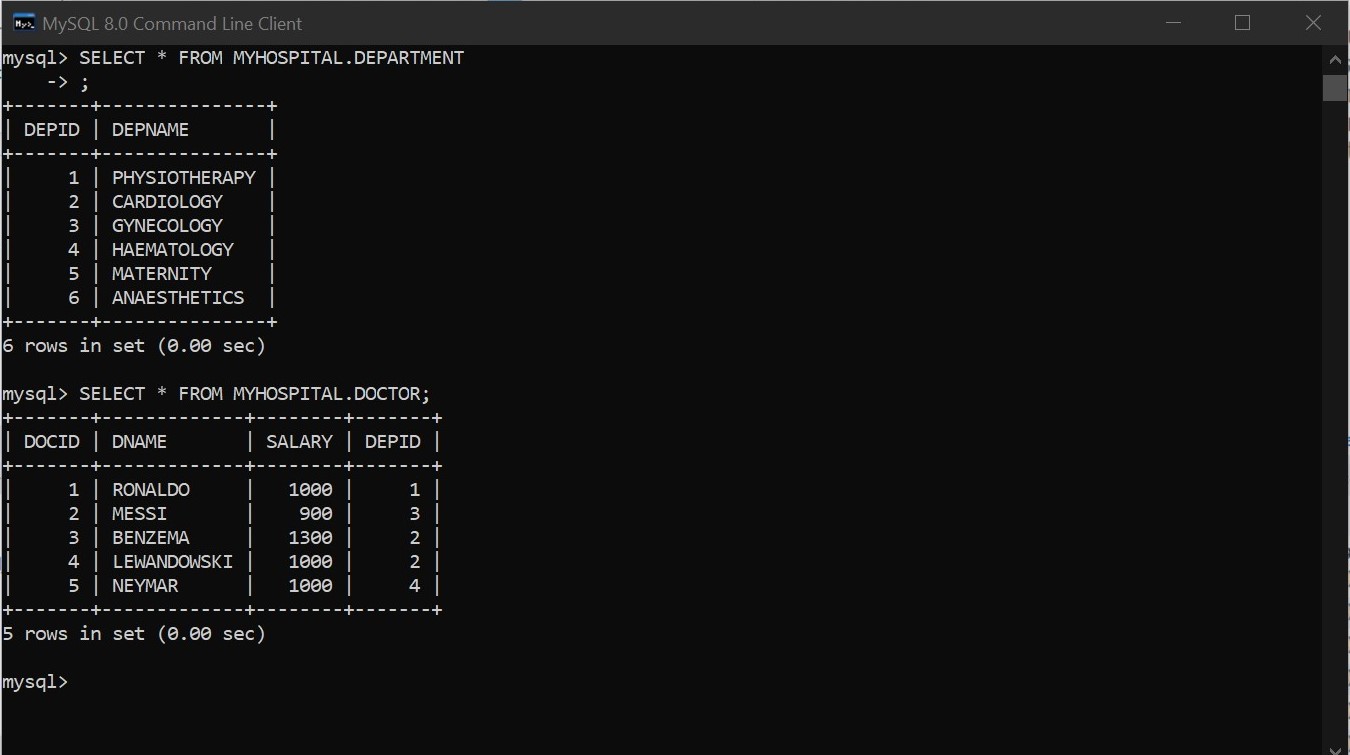 MySQL 8.0 Command Line Client
mysql> SELECT * FROM MYHOSPITAL.DEPARTMENT
    -> ;
+-------+---------------+
| DEPID | DEPNAME       |
+-------+---------------+
|     1 | PHYSIOTHERAPY |
|     2 | CARDIOLOGY    |
|     3 | GYNECOLOGY    |
|     4 | HAEMATOLOGY   |
|     5 | MATERNITY     |
|     6 | ANAESTHETICS  |
+-------+---------------+
6 rows in set (0.00 sec)

mysql> SELECT * FROM MYHOSPITAL.DOCTOR;
+-------+-------------+--------+-------+
| DOCID | DNAME       | SALARY | DEPID |
+-------+-------------+--------+-------+
|     1 | RONALDO     |   1000 |     1 |
|     2 | MESSI       |    900 |     3 |
|     3 | BENZEMA     |   1300 |     2 |
|     4 | LEWANDOWSKI |   1000 |     2 |
|     5 | NEYMAR      |   1000 |     4 |
+-------+-------------+--------+-------+
5 rows in set (0.00 sec)

mysql>